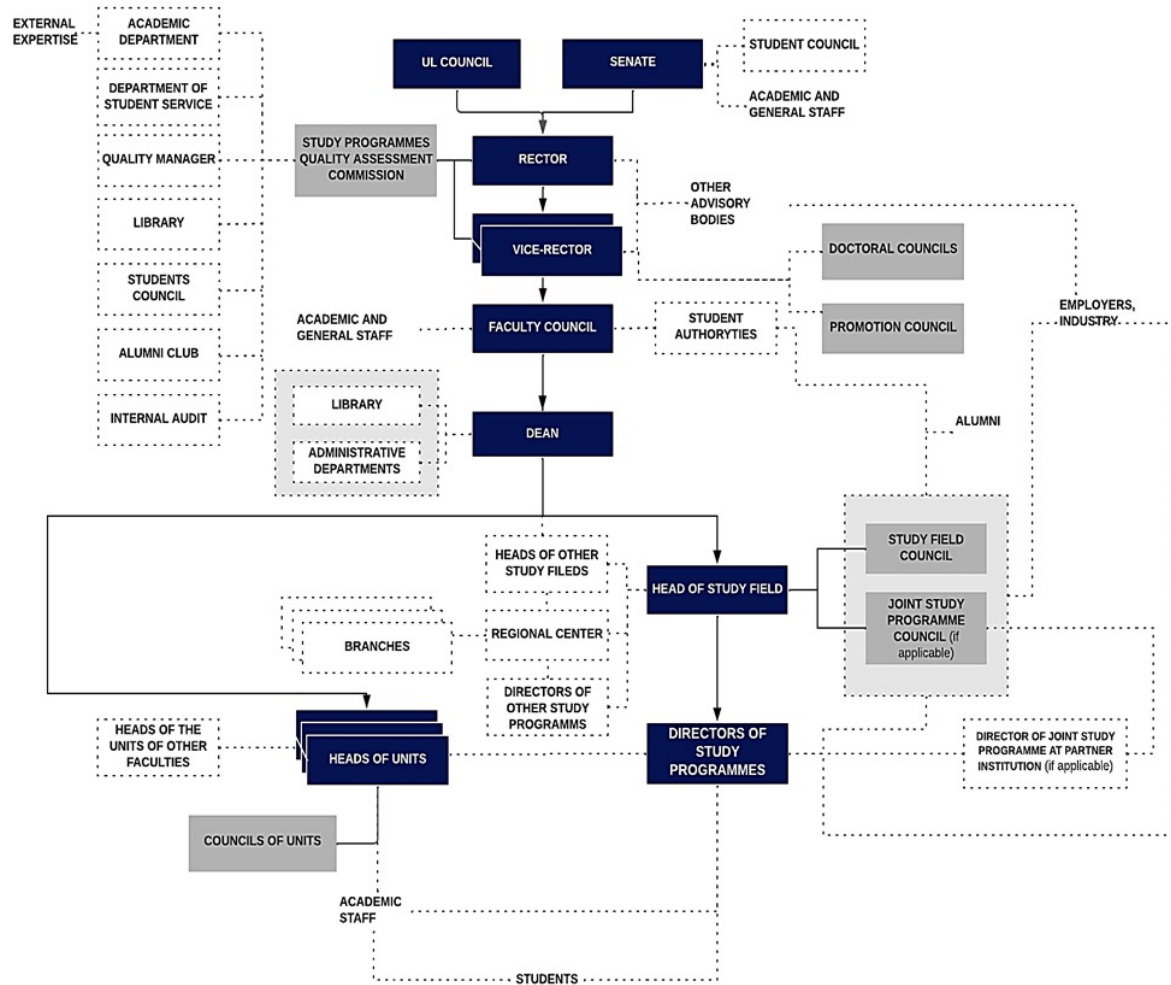 EXTERNAL
EXPERTISE
ACADEMIC
DEPARTMENT
DEPARTMENT OF
STUDENT SERVICE
QUALITY MANAGER
LIBRARY
STUDENTS
COUNCIL
ALUMNI CLUB
INTERNAL AUDIT
UL COUNCIL
SENATE
STUDENT COUNCIL
ACADEMIC AND
GENERAL STAFF
STUDY PROGRAMMES
QUALITY ASSESSMENT
COMMISSION
RECTOR
OTHER
ADVISORY
BODIES
VICE-RECTOR
DOCTORAL COUNCILS
PROMOTION COUNCIL
EMPLOYERS,
INDUSTRY
ACADEMIC AND
GENERAL STAFF
FACULTY COUNCIL
STUDENT
AUTHORYTIES
LIBRARY
ADMINISTRATIVE
DEPARTMENTS
DEAN
ALUMNI
HEADS OF OTHER
STUDY FILEDS
HEAD OF STUDY FIELD
STUDY FIELD
COUNCIL
JOINT STUDY
PROGRAMME
COUNCIL (if
applicable)
BRANCHES
REGIONAL CENTER
DIRECTORS OF
OTHER STUDY
PROGRAMMS
HEADS OF THE
UNITS OF OTHER
FACULTIES
HEADS OF UNITS
DIRECTORS OF
STUDY
PROGRAMMES
DIRECTOR OF JOINT STUDY
PROGRAMME AT PARTNER
INSTITUTION (if applicable)
COUNCILS OF UNITS
ACADEMIC
STAFF
STUDENTS